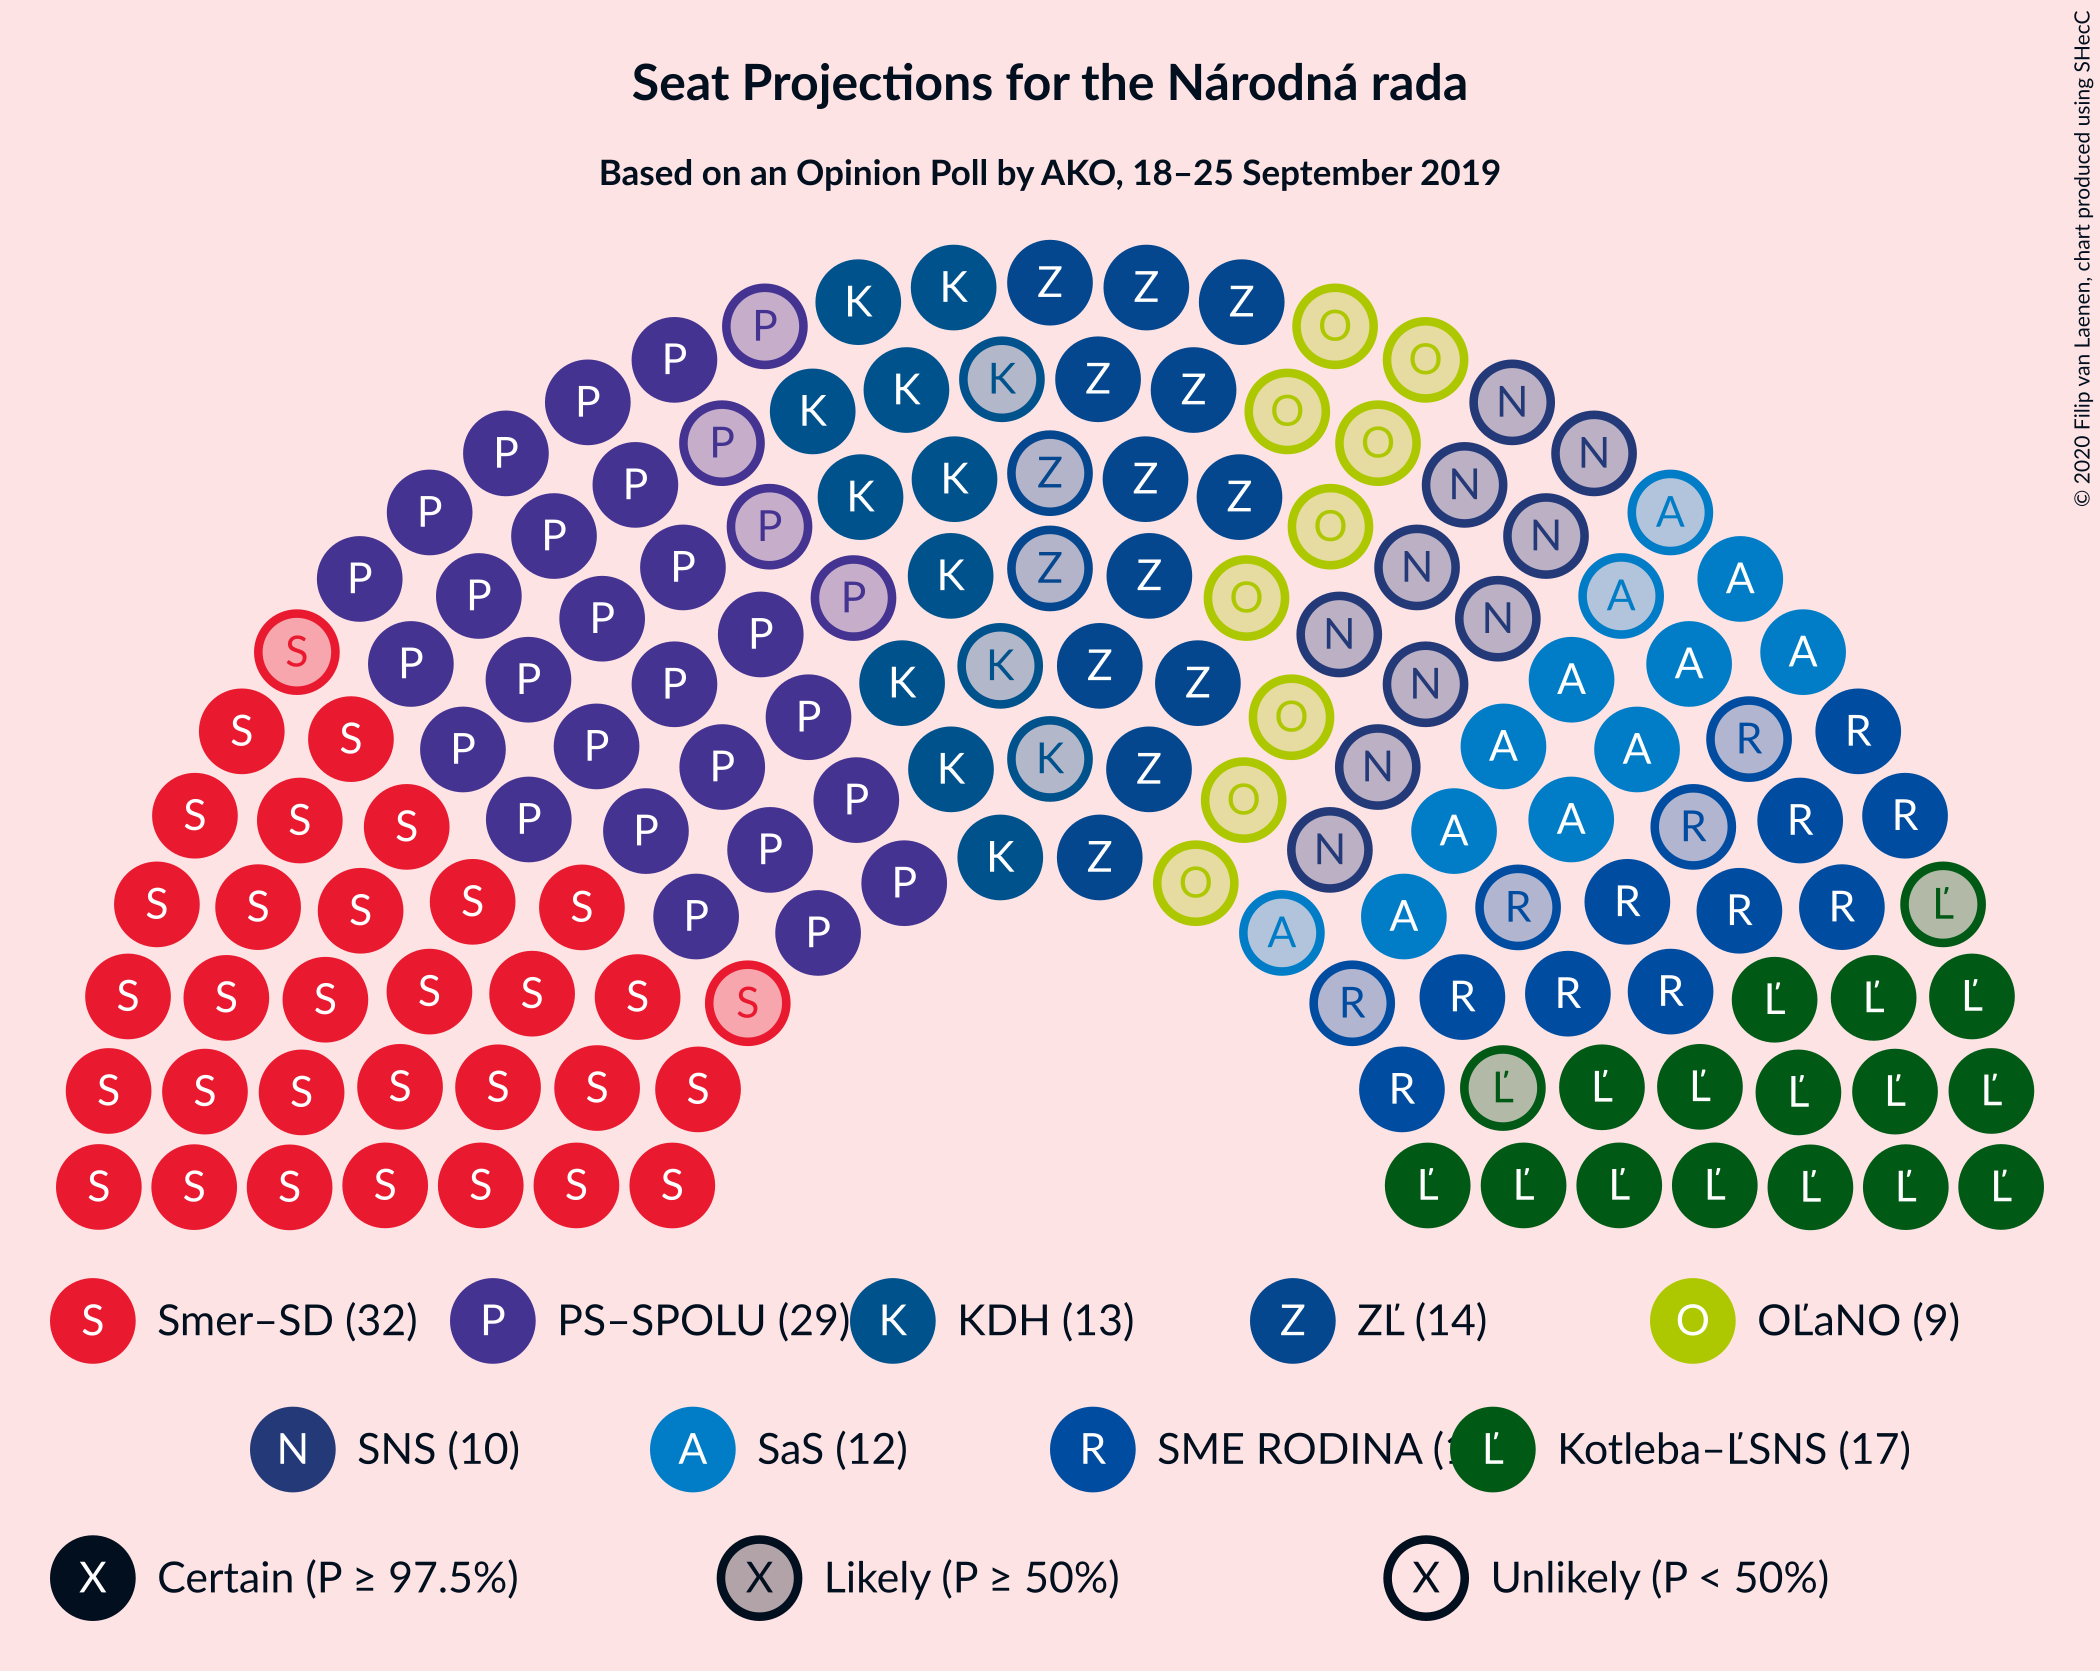 Seat Projections for the Národná rada
Based on an Opinion Poll by AKO, 18–25 September 2019
© 2020 Filip van Laenen, chart produced using SHecC
K K Z Z Z
P O
P K K Z Z O
P K O N
P P O N
P K K Z Z Z N
P P O N A
P P K Z Z O N
P P N A A
S P P P O N
P P K K Z Z A A A
S S P P O N R R
P P K K Z O A A R
S S S P P P N A A R R R
P K Z
S S S S S P O A R R R R Ľ
P P A
S S S S S S S R R R R Ľ Ľ Ľ
S S S S S S S R Ľ Ľ Ľ Ľ Ľ Ľ
S S S S S S S Ľ Ľ Ľ Ľ Ľ Ľ Ľ
S Smer–SD (32) P PS–SPOLU (29) K KDH (13) Z ZĽ (14) O OĽaNO (9)
N SNS (10) A SaS (12) R SME RODINA ( Ľ Kotleba–ĽSNS (17)
X Certain (P ≥ 97.5%) X Likely (P ≥ 50%) X Unlikely (P < 50%)